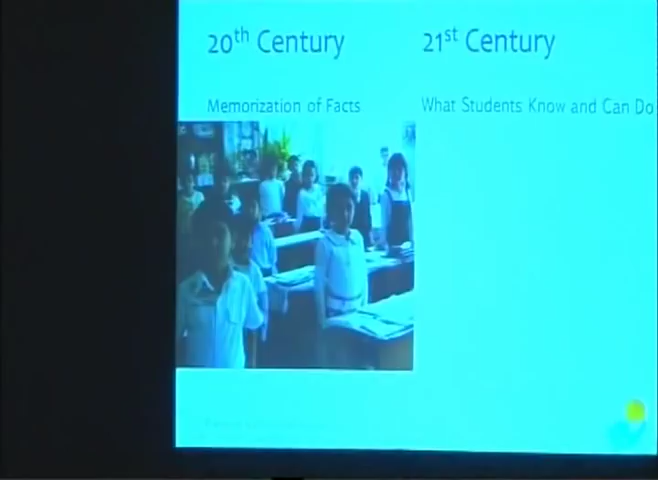 20th Century
21st Century
Memorization of Facts
What Students Know and Can Do